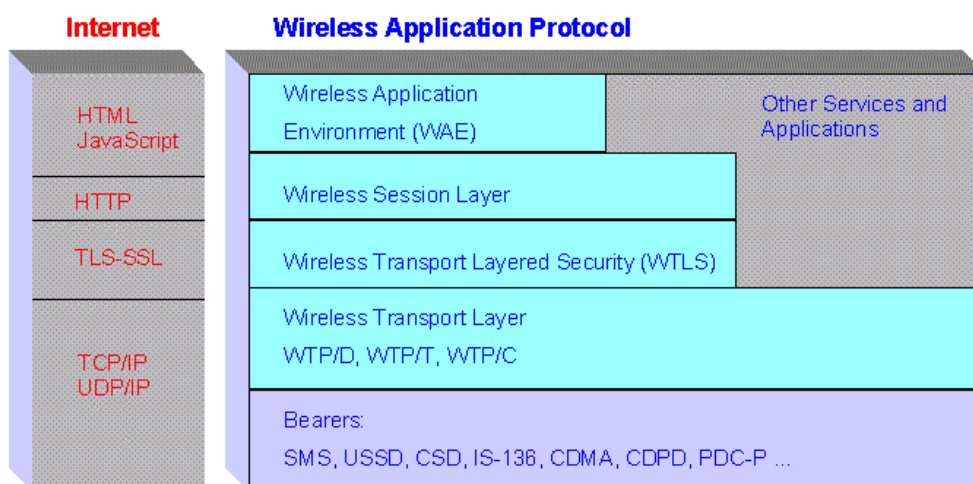 Internet
Wireless Application Protocol
HTML
JavaScript
HTTP
TLS-SSL
TCP/IP
UDP/IP
Wireless Application
Environment (WAE)
Other Services and
Applications
Wireless Session Layer
Wireless Transport Layered Security (WTLS)
Wireless Transport Layer
WTP/D, WTP/T, WTP/C
Bearers:
SMS, USSD, CSD, IS-136, CDMA, CDPD, PDC-P ...